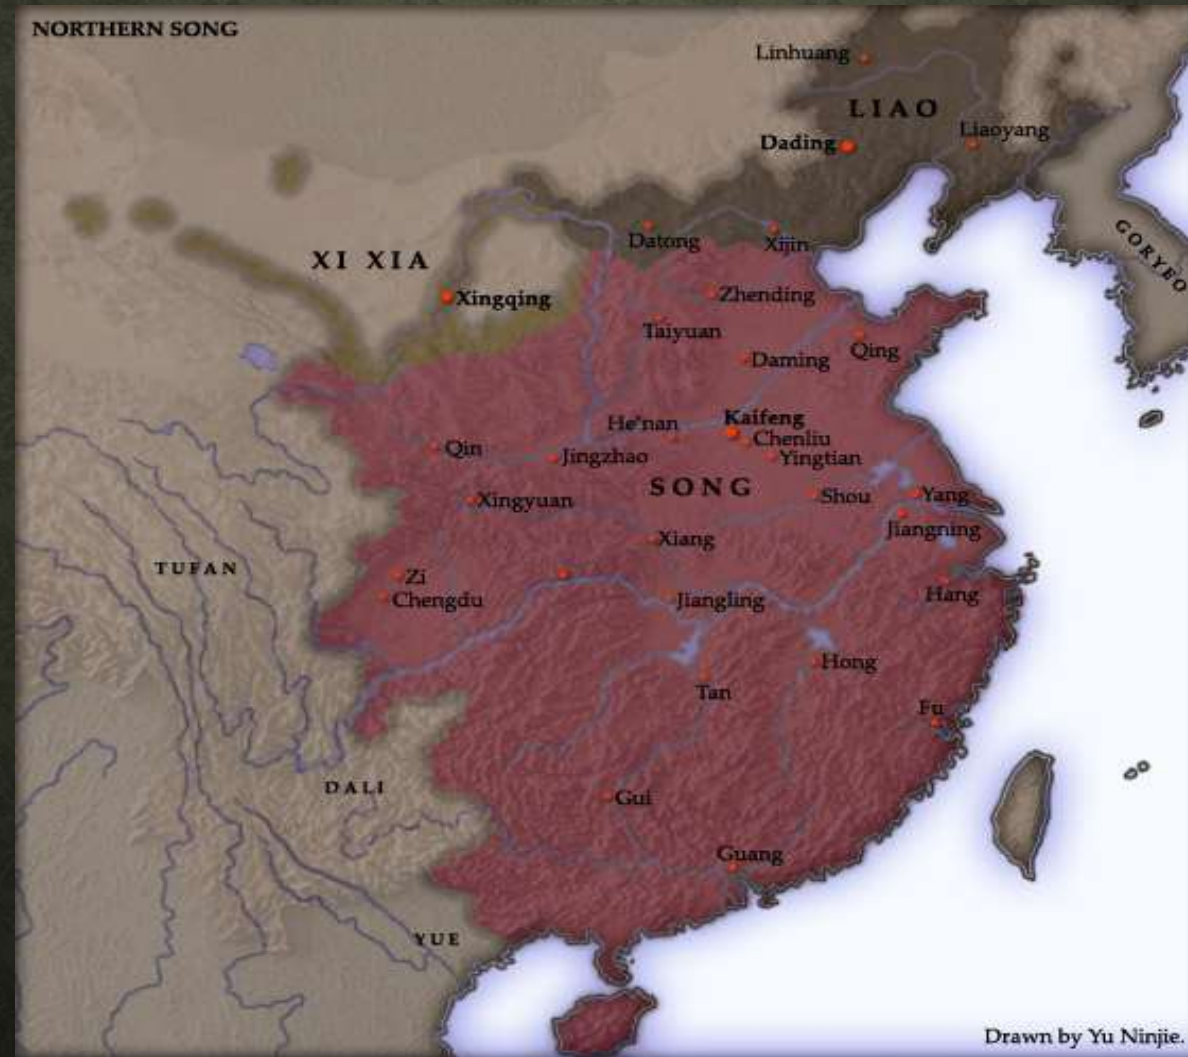 NORTHERN SONG
Linhuang
LIAO
Liaoyang
Dading
Datong
Xijin
GORYEO
XI XIA
Xingqing
Zhending
Taiyuan
Daming
Qing
He'nan
Kaifeng
Chenliu
Qin
Jingzhao
Yingtian
SONG
Xingyuan
Shou
Yang
Jiangning
Xiang
TUFAN
Zi
Chengdu
Jiangling
Hang
Hong
Tan
Fu
DALI
Gui
Guang
YUE
Drawn by Yu Ninjie.